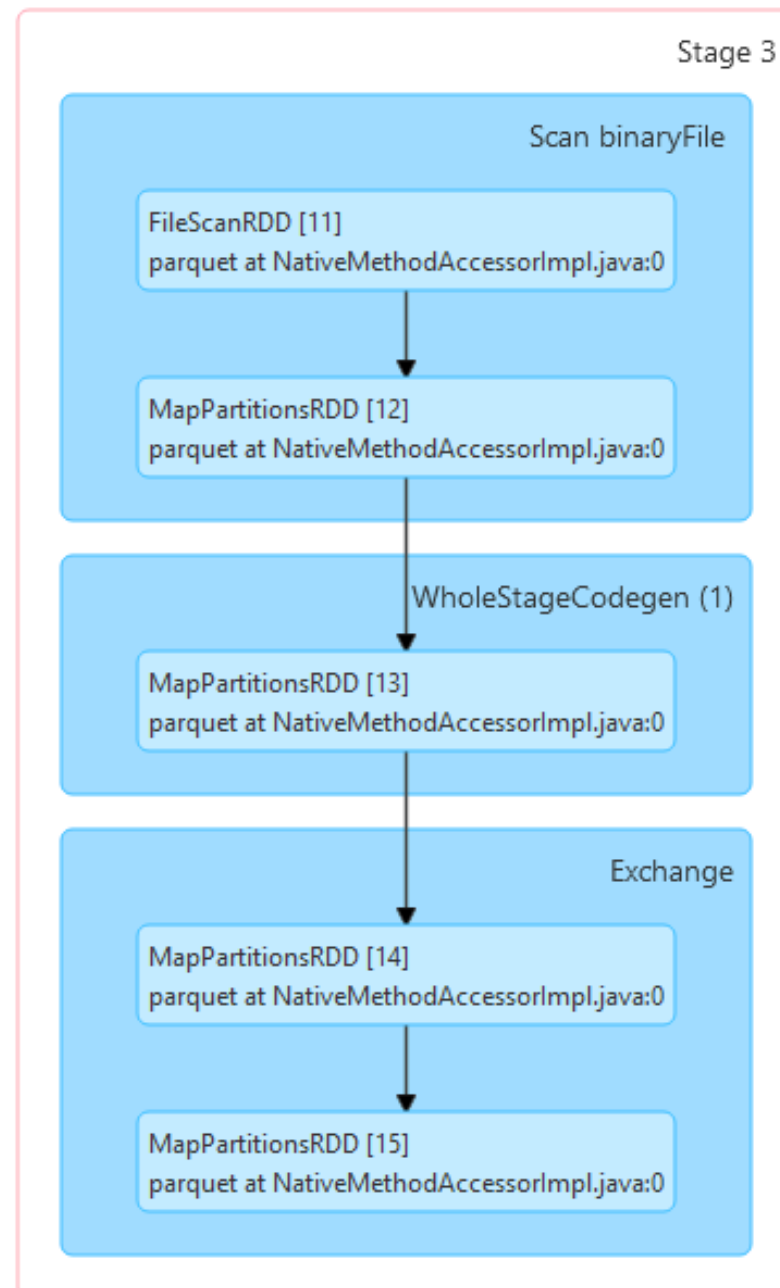 Stage 3
Scan binaryFile
FileScanRDD [11]
parquet at NativeMethodAccessorImpl.java:0
MapPartitionsRDD [12]
parquet at NativeMethodAccessorImpl.java:0
WholeStageCodegen (1)
MapPartitionsRDD [13]
parquet at NativeMethodAccessorImpl.java:0
Exchange
MapPartitionsRDD [14]
parquet at NativeMethodAccessorImpl.java:0
MapPartitionsRDD [15]
parquet at NativeMethodAccessorImpl.java:0